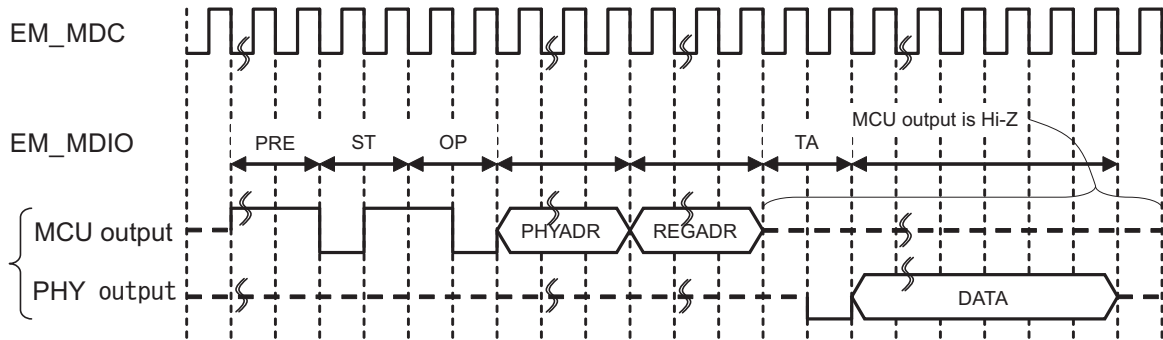 EM_MDC
MCU output is Hi-Z
EM_MDIO
PRE
ST
OP
TA
MCU output
PHYADR
REGADR
PHY output
DATA